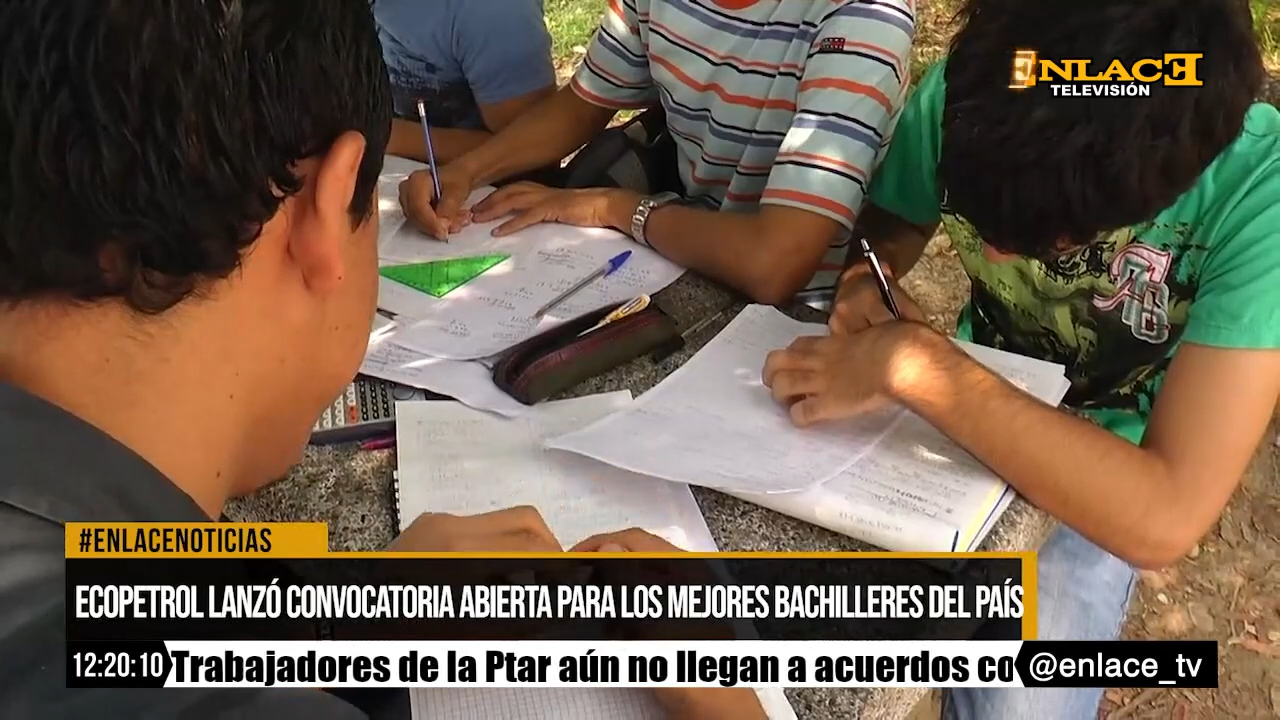 ENLACE
TELEVISIÓN
#ENLACENOTICIAS
ECOPETROL LANZÓ CONVOCATORIA ABIERTA PARA LOS MEJORES BACHILLERES DEL PAÍS
12:20:10
Trabajadores de la Ptar aún no llegan a acuerdos co
@enlace_tv